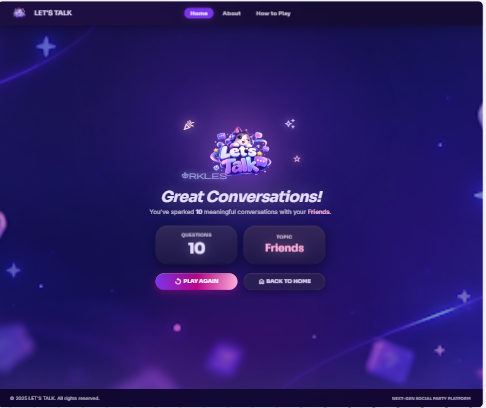 LET'S TALK
Home About How to Play
Let's
Talk
RKLES
Great Conversations!
You've sparked 10 meaningful conversations with your Friends.
QUESTIONS
10
TOPIC
Friends
PLAY AGAIN
BACK TO HOME
© 2025 LET'S TALK. All rights reserved.
NEXT-GEN SOCIAL PARTY PLATFORM